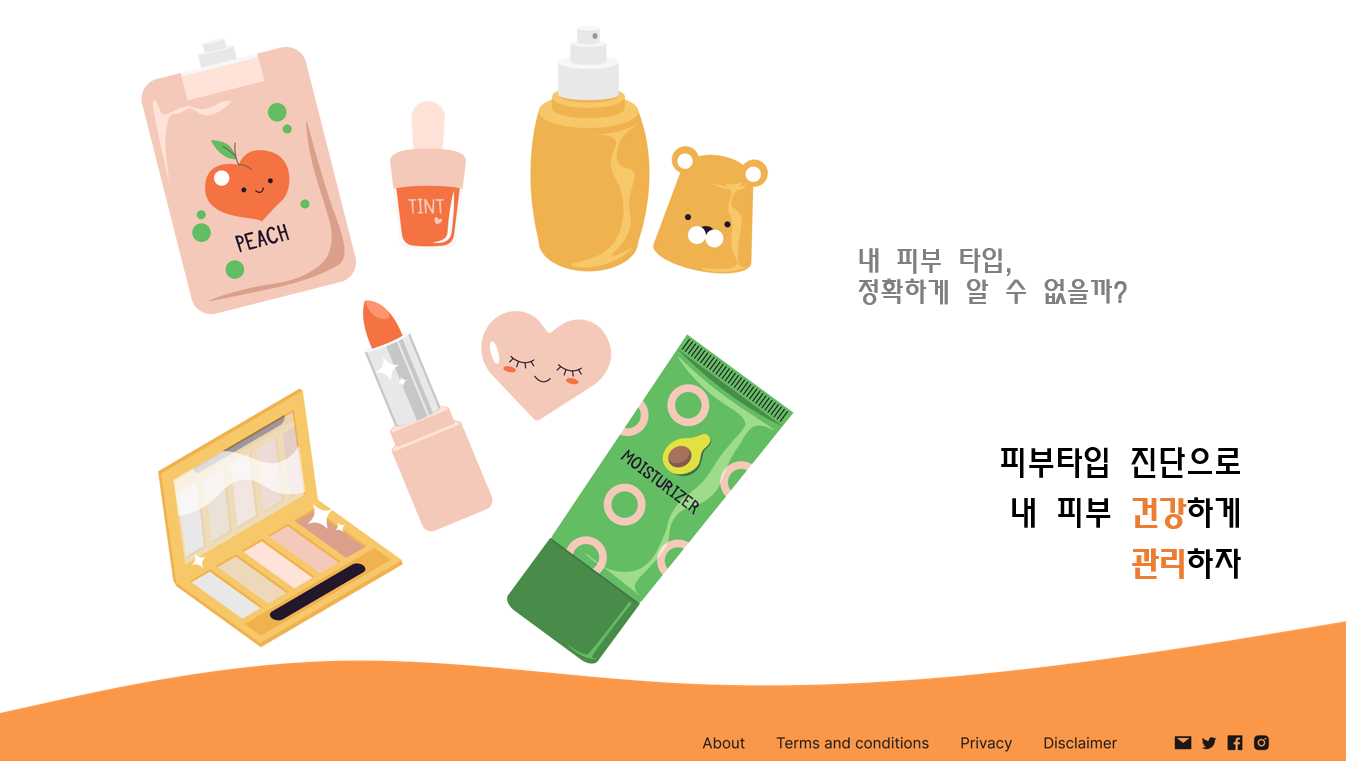 PEACH
TINT
내 피부 타입,
정확하게 알 수 없을까?
MOISTURIZER
피부타입 진단으로
내 피부 건강하게
관리하자
About Terms and conditions Privacy Disclaimer